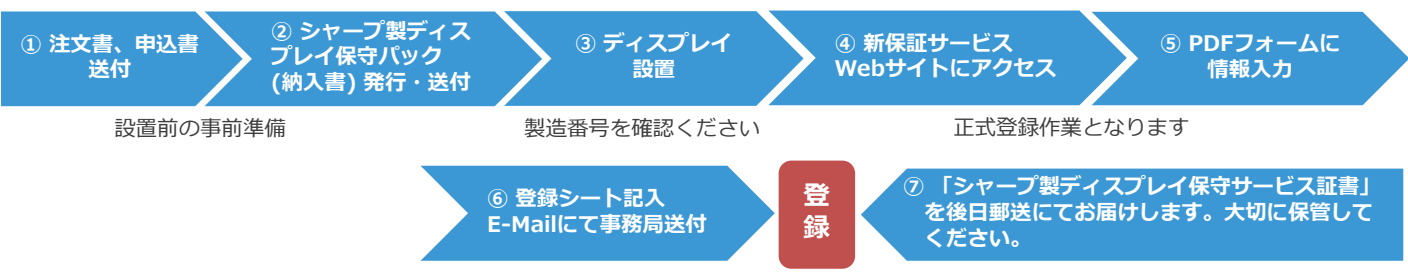 ① 注文書、申込書
送付
② シャープ製ディス
プレイ保守パック
(納入書) 発行・送付
③ ディスプレイ
設置
④ 新保証サービス
Webサイトにアクセス
⑤ PDFフォームに
情報入力
設置前の事前準備
製造番号を確認ください
正式登録作業となります
⑥ 登録シート記入
E-Mailにて事務局送付
登
録
⑦ 「シャープ製ディスプレイ保守サービス証書」
を後日郵送にてお届けします。大切に保管して
ください。